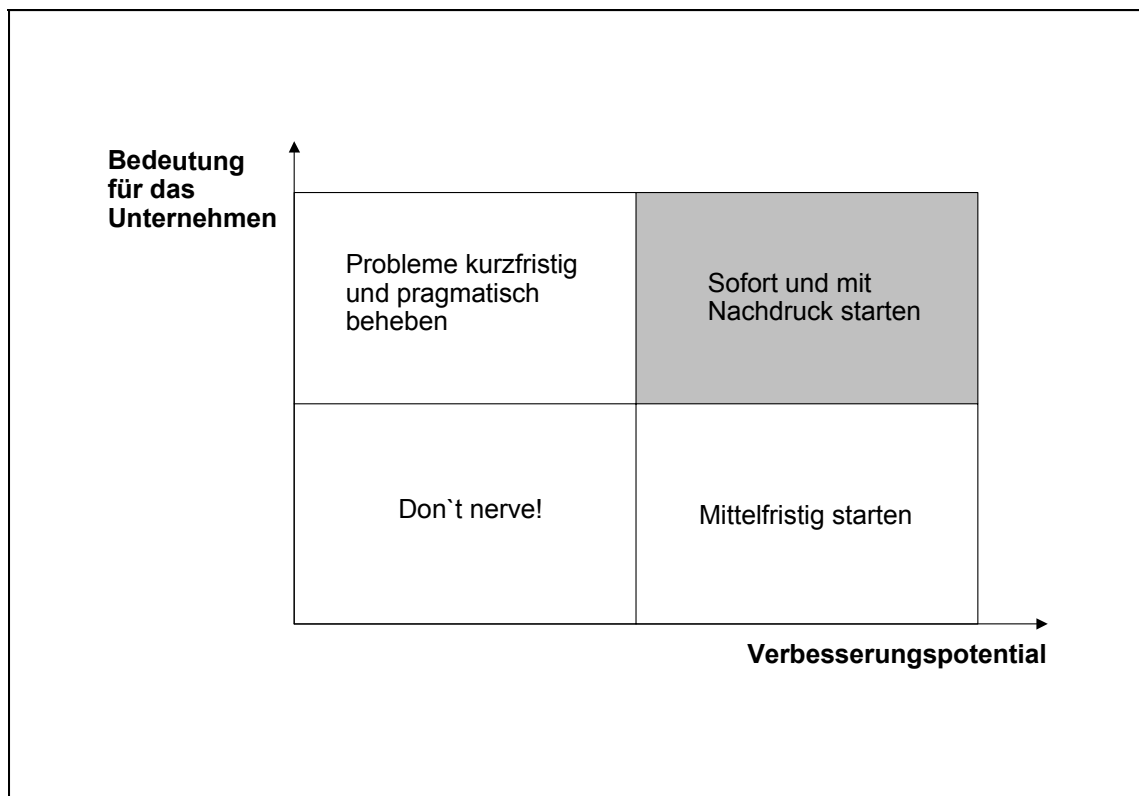 Bedeutung
für das
Unternehmen
Probleme kurzfristig
und pragmatisch
beheben
Sofort und mit
Nachdruck starten
Don`t nerve!
Mittelfristig starten
Verbesserungspotential